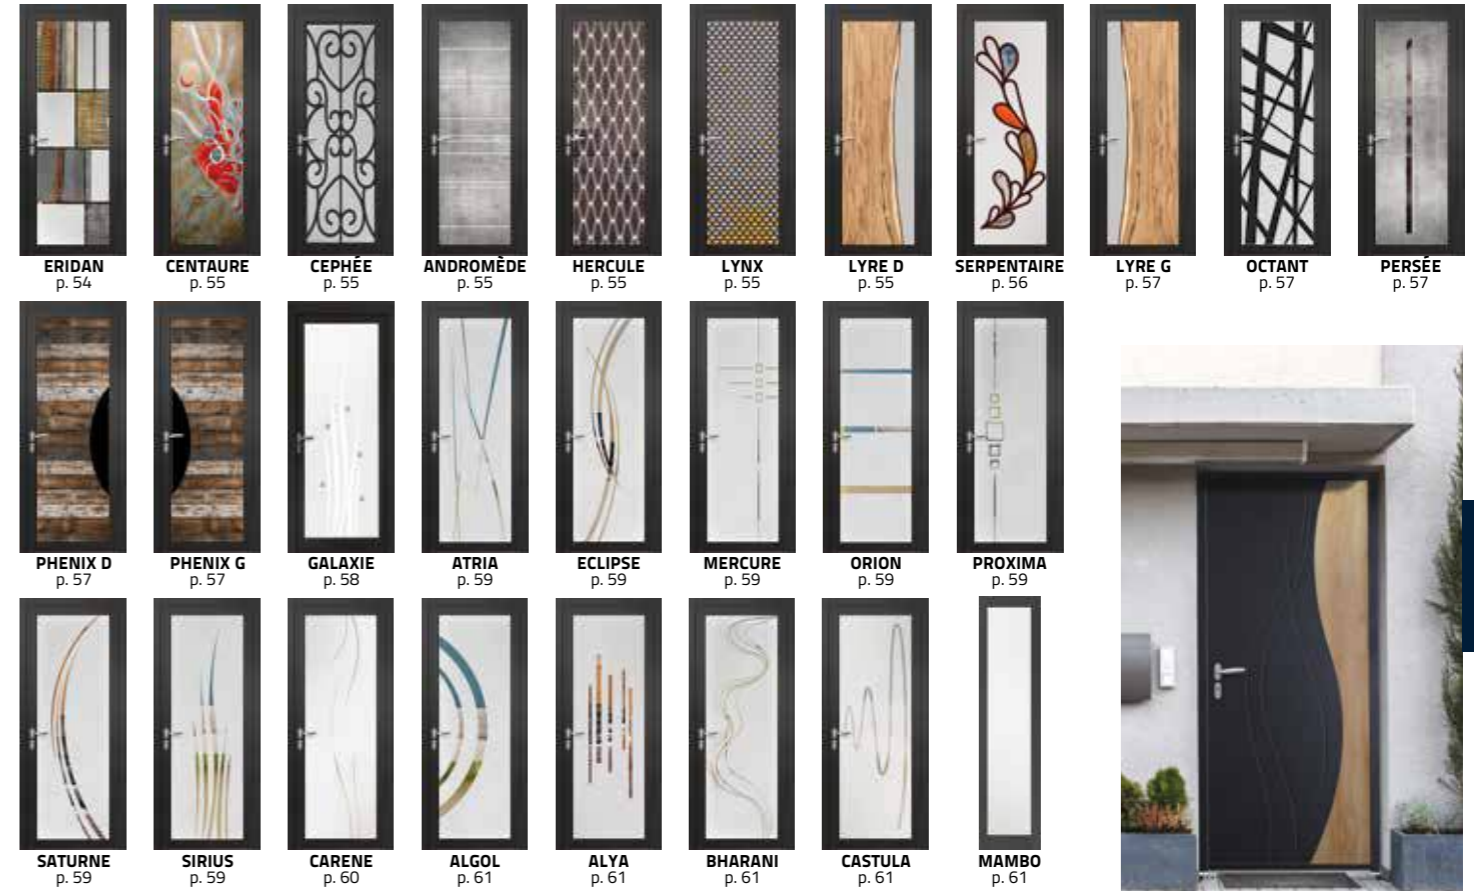 ERIDAN
p. 54
CENTAURE
p. 55
CEPHÉE
p. 55
ANDROMÈDE
p. 55
HERCULE
p. 55
LYNX
p. 55
LYRE D
p. 55
SERPENTAIRE
p. 56
LYRE G
p. 57
OCTANT
p. 57
PERSÉE
p. 57
PHENIX D
p. 57
PHENIX G
p. 57
GALAXIE
p. 58
ATRIA
p. 59
ECLIPSE
p. 59
MERCURE
p. 59
ORION
p. 59
PROXIMA
p. 59
SATURNE
p. 59
SIRIUS
p. 59
CARENE
p. 60
ALGOL
p. 61
ALYA
p. 61
BHARANI
p. 61
CASTULA
p. 61
MAMBO
p. 61